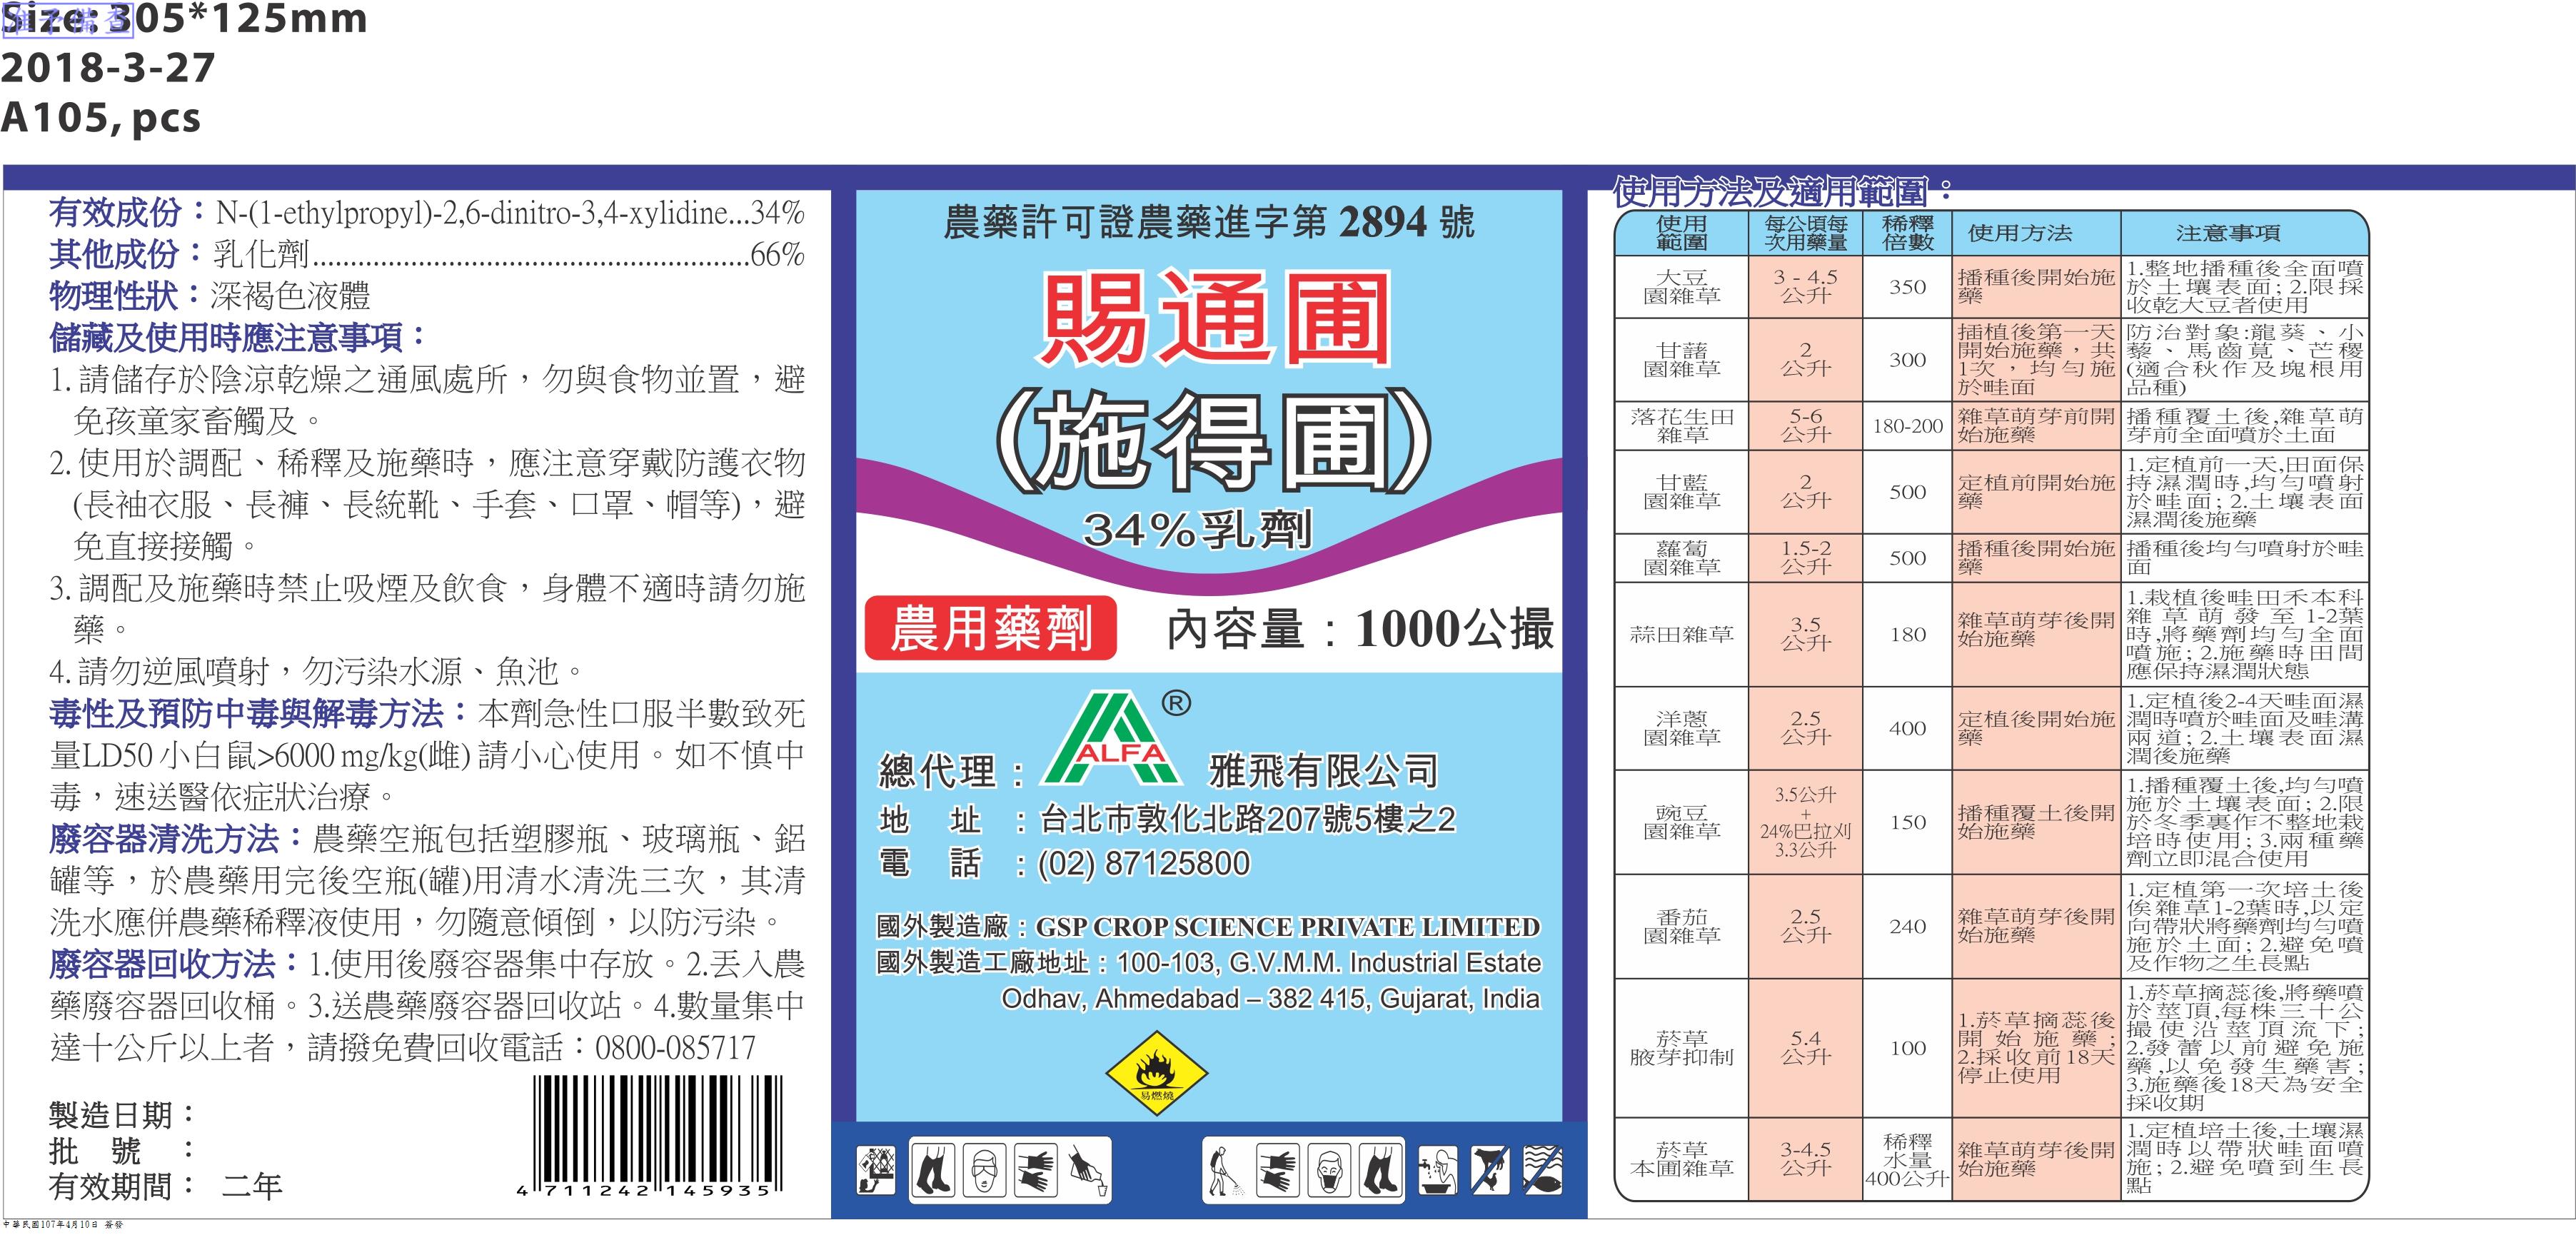 Size: 305*125mm
准予備查
2018-3-27
A105, pcs
有效成份：N-(1-ethylpropyl)-2,6-dinitro-3,4-xylidine...34%
其他成份：乳化劑..........................................................66%
物理性狀：深褐色液體
儲藏及使用時應注意事項：
1. 請儲存於陰涼乾燥之通風處所，勿與食物並置，避
免孩童家畜觸及。
2. 使用於調配、稀釋及施藥時，應注意穿戴防護衣物
(長袖衣服、長褲、長統靴、手套、口罩、帽等)，避
免直接接觸。
3. 調配及施藥時禁止吸煙及飲食，身體不適時請勿施
藥。
4. 請勿逆風噴射，勿污染水源、魚池。
毒性及預防中毒與解毒方法：本劑急性口服半數致死
量LD50 小白鼠>6000 mg/kg(雌) 請小心使用。如不慎中
毒，速送醫依症狀治療。
廢容器清洗方法：農藥空瓶包括塑膠瓶、玻璃瓶、鋁
罐等，於農藥用完後空瓶(罐)用清水清洗三次，其清
洗水應併農藥稀釋液使用，勿隨意傾倒，以防污染。
廢容器回收方法：1.使用後廢容器集中存放。2.丟入農
藥廢容器回收桶。3.送農藥廢容器回收站。4.數量集中
達十公斤以上者，請撥免費回收電話：0800-085717
製造日期：
批　號　：
有效期間：　二年
4 711242 145935
中華民國107年4月10日 簽發
農藥許可證農藥進字第 2894 號
賜通圃
(施得圃)
34%乳劑
農用藥劑
內容量：1000公撮
®
ALFA
總代理：雅飛有限公司
地　址　：台北市敦化北路207號5樓之2
電　話　：(02) 87125800
國外製造廠：GSP CROP SCIENCE PRIVATE LIMITED
國外製造工廠地址：100-103, G.V.M.M. Industrial Estate
Odhav, Ahmedabad – 382 415, Gujarat, India
易燃燒
使用方法及適用範圍：
使用
範圍
每公頃每
次用藥量
稀釋
倍數
使用方法
注意事項
大豆
園雜草
3 - 4.5
公升
350
播種後開始施
藥
1.整地播種後全面噴
於土壤表面；2.限採
收乾大豆者使用
甘藷
園雜草
2
公升
300
插植後第一天
開始施藥，共
1次，均勻施
於畦面
防治對象:龍葵、小
藜、馬齒莧、芒稷
(適合秋作及塊根用
品種)
落花生田
雜草
5-6
公升
180-200
雜草萌芽前開
始施藥
播種覆土後,雜草萌
芽前全面噴於土面
甘藍
園雜草
2
公升
500
定植前開始施
藥
1.定植前一天,田面保
持濕潤時,均勻噴射
於畦面；2.土壤表面
濕潤後施藥
蘿蔔
園雜草
1.5-2
公升
500
播種後開始施
藥
播種後均勻噴射於畦
面
蒜田雜草
3.5
公升
180
雜草萌芽後開
始施藥
1.栽植後畦田禾本科
雜草萌發至1-2葉
時,將藥劑均勻全面
噴施；2.施藥時田間
應保持濕潤狀態
洋蔥
園雜草
2.5
公升
400
定植後開始施
藥
1.定植後2-4天畦面濕
潤時噴於畦面及畦溝
兩道；2.土壤表面濕
潤後施藥
豌豆
園雜草
3.5公升
+
24%巴拉刈
3.3公升
150
播種覆土後開
始施藥
1.播種覆土後,均勻噴
施於土壤表面；2.限
於冬季裏作不整地栽
培時使用；3.兩種藥
劑立即混合使用
番茄
園雜草
2.5
公升
240
雜草萌芽後開
始施藥
1.定植第一次培土後
俟雜草1-2葉時,以定
向帶狀將藥劑均勻噴
施於土面；2.避免噴
及作物之生長點
菸草
腋芽抑制
5.4
公升
100
1.菸草摘蕊後
開始施藥；
2.採收前18天
停止使用
1.菸草摘蕊後,將藥噴
於莖頂,每株三十公
撮使沿莖頂流下；
2.發蕾以前避免施
藥,以免發生藥害；
3.施藥後18天為安全
採收期
菸草
本圃雜草
3-4.5
公升
稀釋
水量
400公升
雜草萌芽後開
始施藥
1.定植培土後,土壤濕
潤時以帶狀畦面噴
施；2.避免噴到生長
點